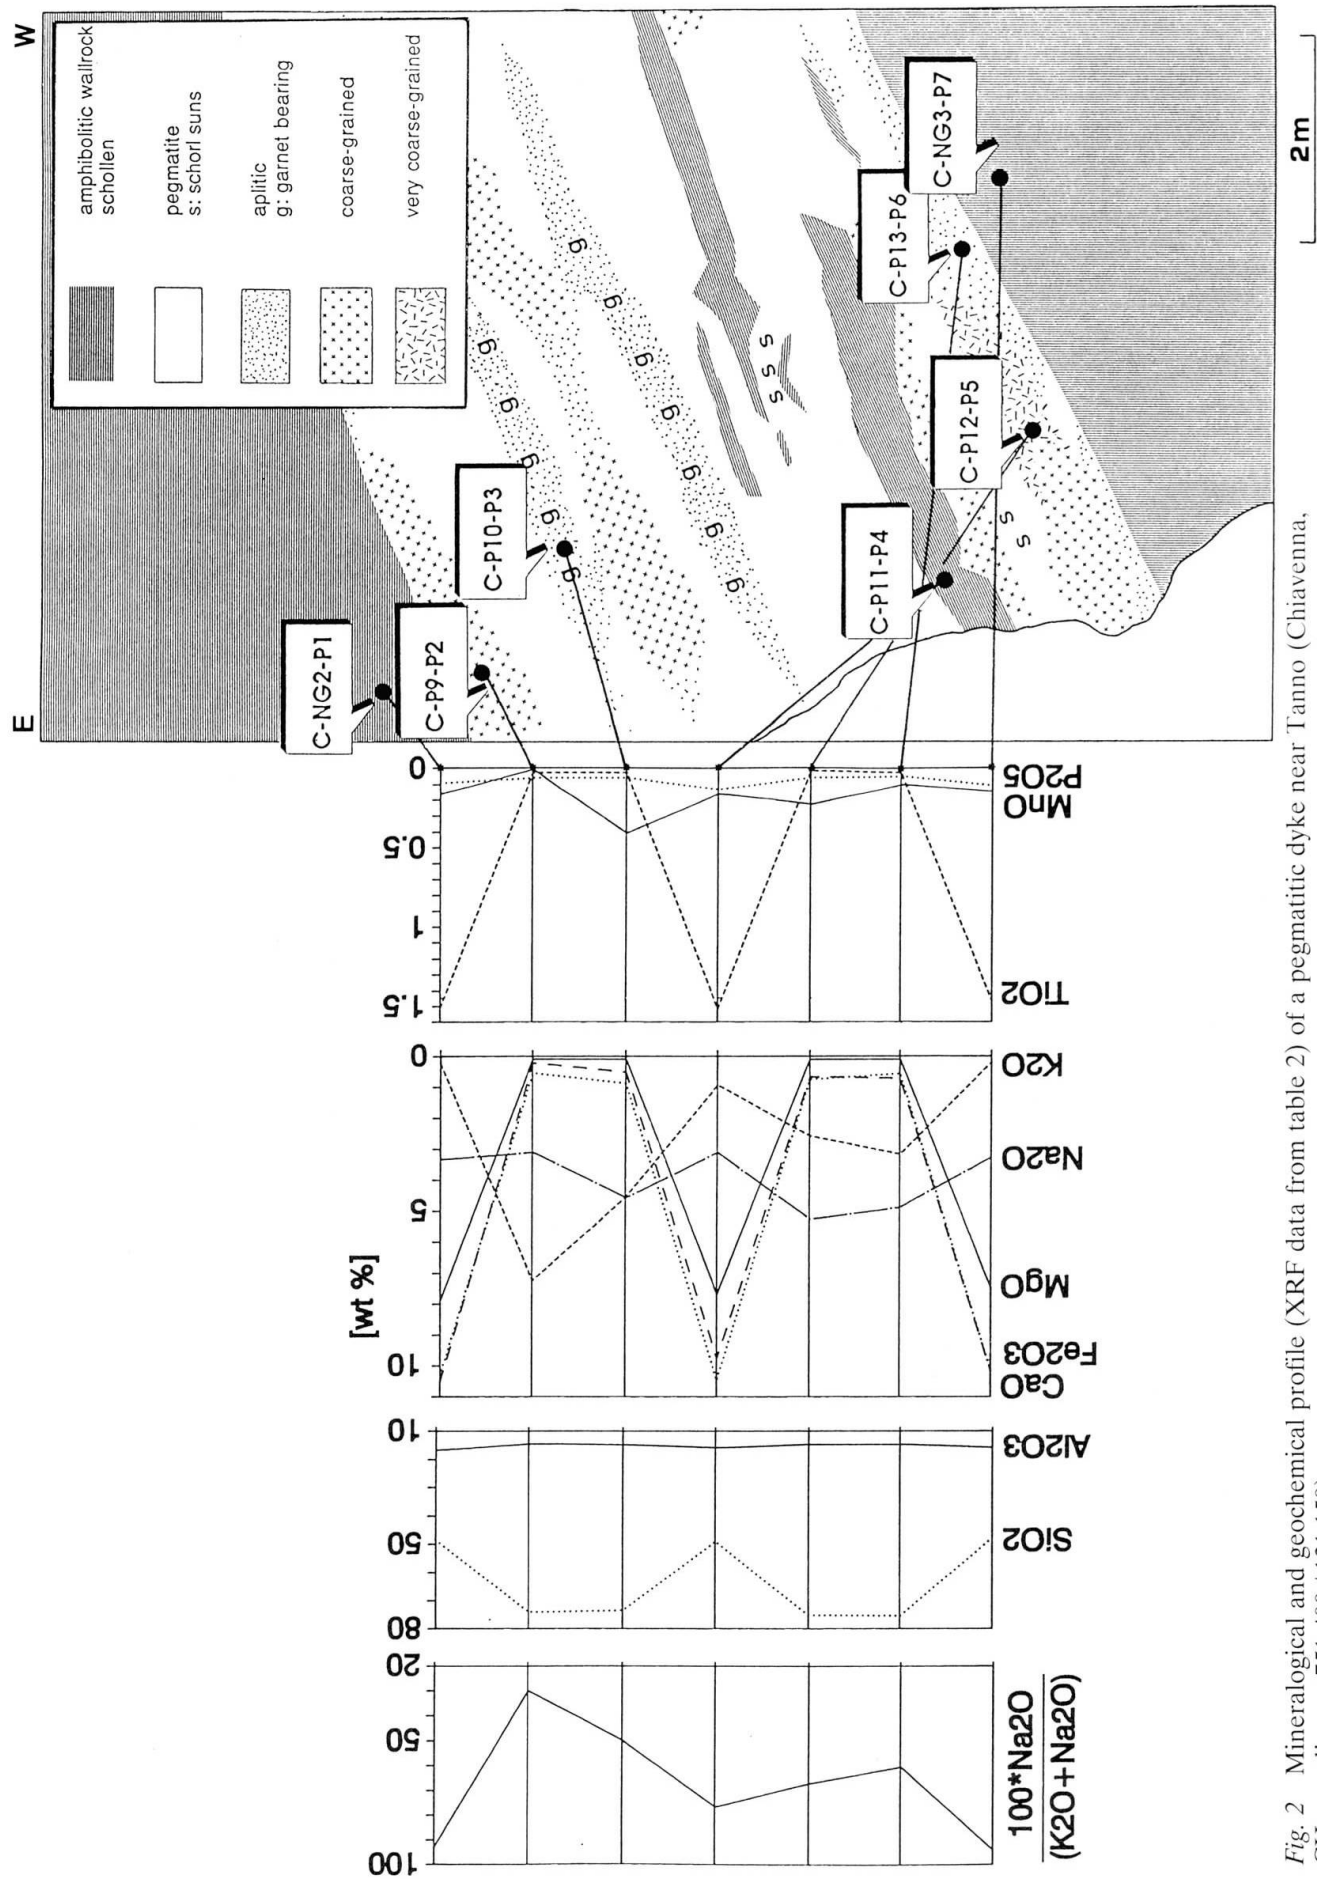 E
W
amphibolitic wallrock
schollen
pegmatite
s: schorl suns
aplitic
g: garnet bearing
coarse-grained
very coarse-grained
C-NG2-P1
C-P9-P2
C-P10-P3
C-P11-P4
C-P12-P5
C-P13-P6
C-NG3-P7
g
g
g
g
g
g
g
g
g
g
g
g
g
s
s
s
s
s
2m
0
0.5
1
1.5
P2O5
MnO
TiO2
[wt %]
0
5
10
K2O
Na2O
MgO
Fe2O3
CaO
10
50
80
Al2O3
SiO2
20
50
100
100*Na2O
(K2O+Na2O)
Fig. 2 Mineralogical and geochemical profile (XRF data from table 2) of a pegmatitic dyke near Tanno (Chiavenna,